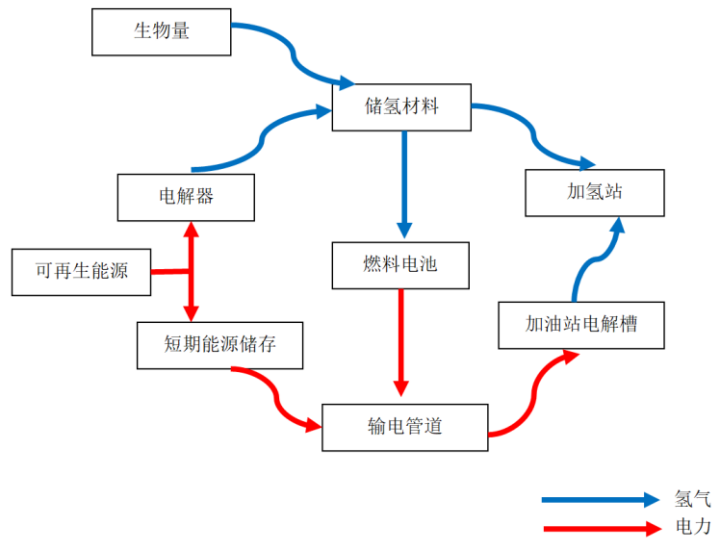 生物量
储氢材料
电解器
加氢站
可再生能源
燃料电池
短期能源储存
加油站电解槽
输电管道
氢气
电力